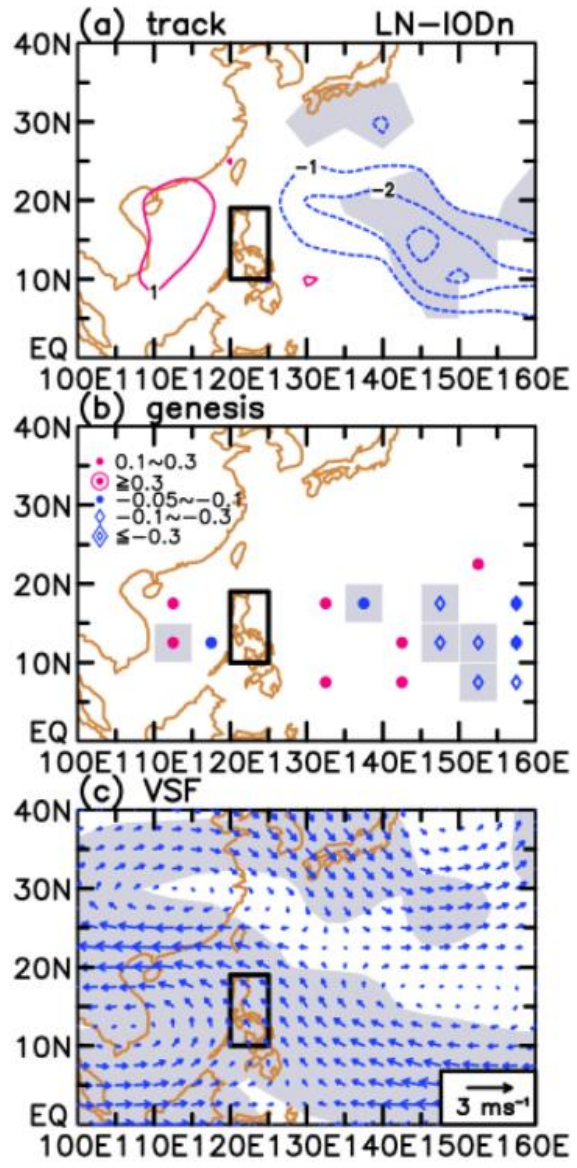 (a) track LN-IODn
40N
30N
20N
10N
EQ
-1
-2
1
100E110E120E130E140E150E160E
(b) genesis
40N
30N
20N
10N
EQ
0.1~0.3
≧0.3
-0.05~-0.1
-0.1~-0.3
≦-0.3
100E110E120E130E140E150E160E
(c) VSF
40N
30N
20N
10N
EQ
3 ms⁻¹
100E110E120E130E140E150E160E